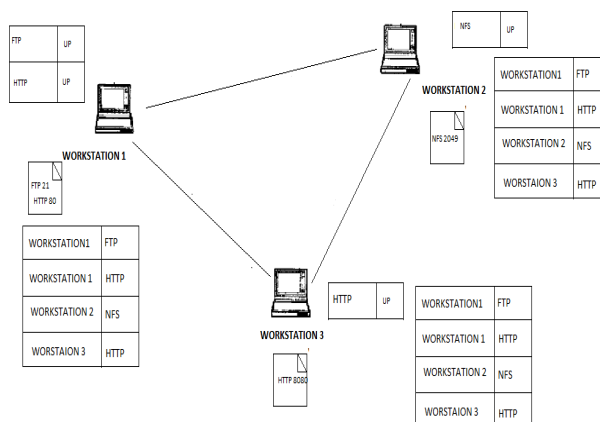 FTP UP
HTTP UP
WORKSTATION 1
FTP 21
HTTP 80
WORKSTATION1 FTP
WORKSTATION 1 HTTP
WORKSTATION 2 NFS
WORSTAION 3 HTTP
NFS UP
WORKSTATION 2
NFS 2049
WORKSTATION1 FTP
WORKSTATION 1 HTTP
WORKSTATION 2 NFS
WORSTAION 3 HTTP
HTTP UP
WORKSTATION 3
HTTP 8080
WORKSTATION1 FTP
WORKSTATION 1 HTTP
WORKSTATION 2 NFS
WORSTAION 3 HTTP